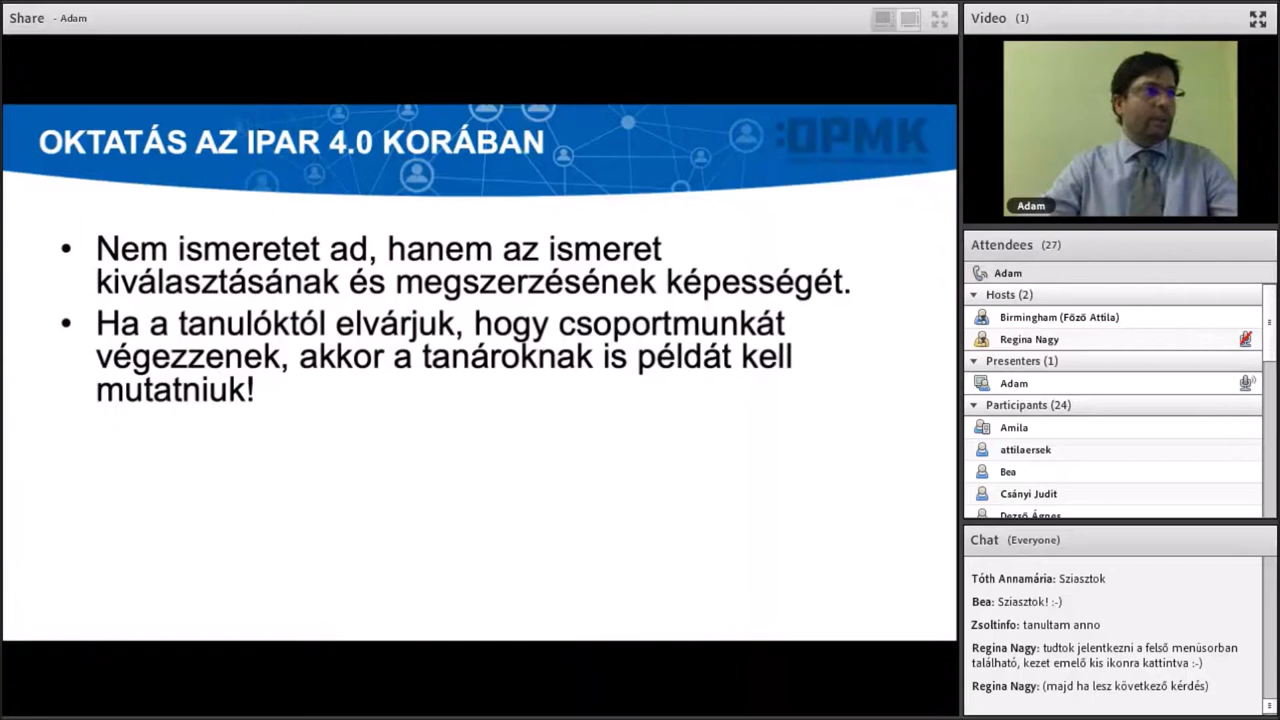 Share - Adam
OKTATÁS AZ IPAR 4.0 KORÁBAN
:OPMK
• Nem ismeretet ad, hanem az ismeret
kiválasztásának és megszerzésének képességét.
• Ha a tanulóktól elvárjuk, hogy csoportmunkát
végezzenek, akkor a tanároknak is példát kell
mutatniuk!
Video (1)
Adam
Attendees (27)
Adam
Hosts (2)
Birmingham (Főző Attila)
Regina Nagy
Presenters (1)
Adam
Participants (24)
Amila
attilaersek
Bea
Csányi Judit
Dezső Ágnes
Chat (Everyone)
Tóth Annamária: Sziasztok
Bea: Sziasztok! :-)
Zsoltinfo: tanultam anno
Regina Nagy: tudtok jelentkezni a felső menüsorban
található, kezet emelő kis ikonra kattintva :-)
Regina Nagy: (majd ha lesz következő kérdés)